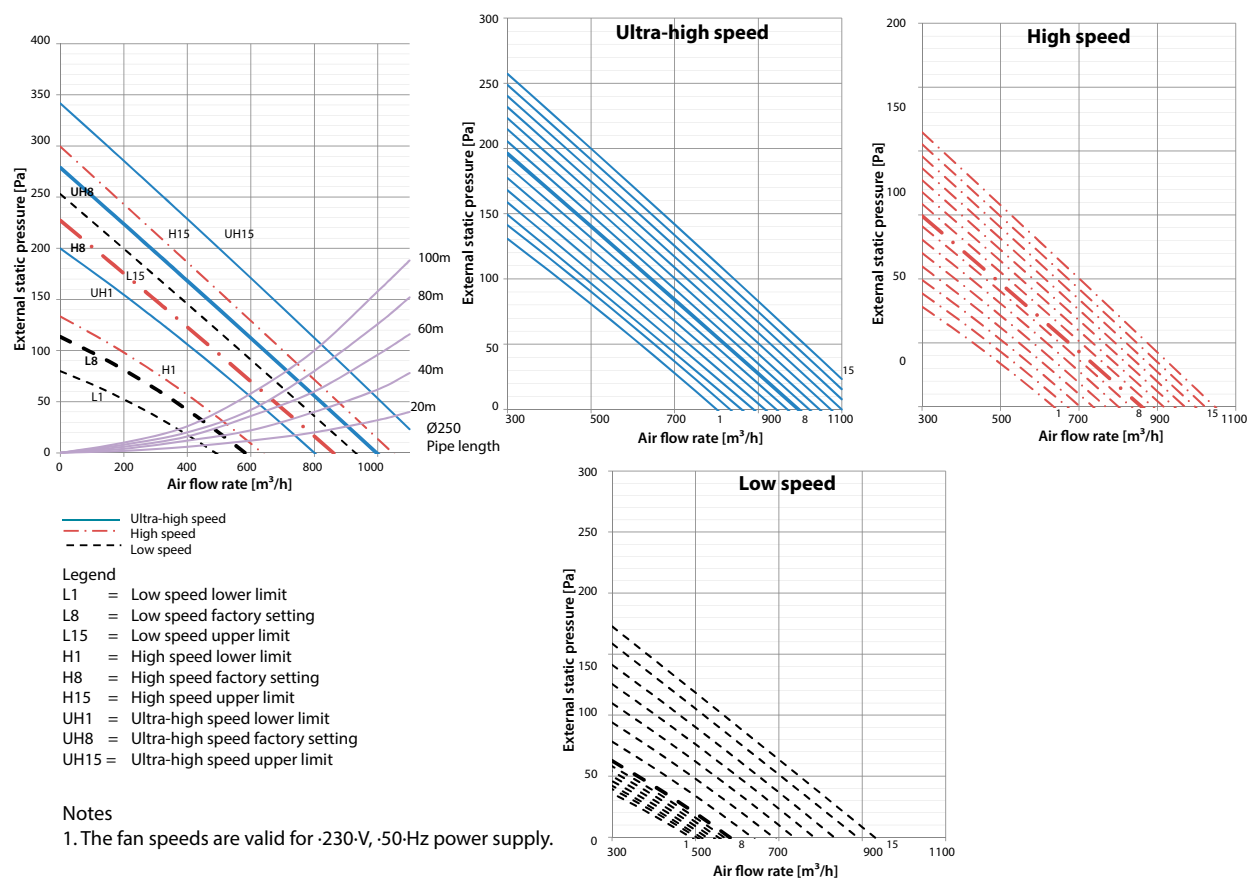 400
350
300
250
200
150
100
50
0
External static pressure [Pa]
UH8
H8
UH1
L15
H15
UH15
L8
H1
L1
100m
80m
60m
40m
20m
Ø250
Pipe length
0 200 400 600 800 1000
Air flow rate [m³/h]
Ultra-high speed
300
250
200
150
100
50
0
External static pressure [Pa]
15
300 500 700 1 900 8 1100
Air flow rate [m³/h]
High speed
200
150
100
50
0
External static pressure [Pa]
300 500 1 700 8 900 15 1100
Air flow rate [m³/h]
Ultra-high speed
High speed
Low speed
Legend
L1 = Low speed lower limit
L8 = Low speed factory setting
L15 = Low speed upper limit
H1 = High speed lower limit
H8 = High speed factory setting
H15 = High speed upper limit
UH1 = Ultra-high speed lower limit
UH8 = Ultra-high speed factory setting
UH15 = Ultra-high speed upper limit
Notes
1. The fan speeds are valid for ·230·V, ·50·Hz power supply.
Low speed
300
250
200
150
100
50
0
External static pressure [Pa]
300 1 500 8 700 900 15 1100
Air flow rate [m³/h]